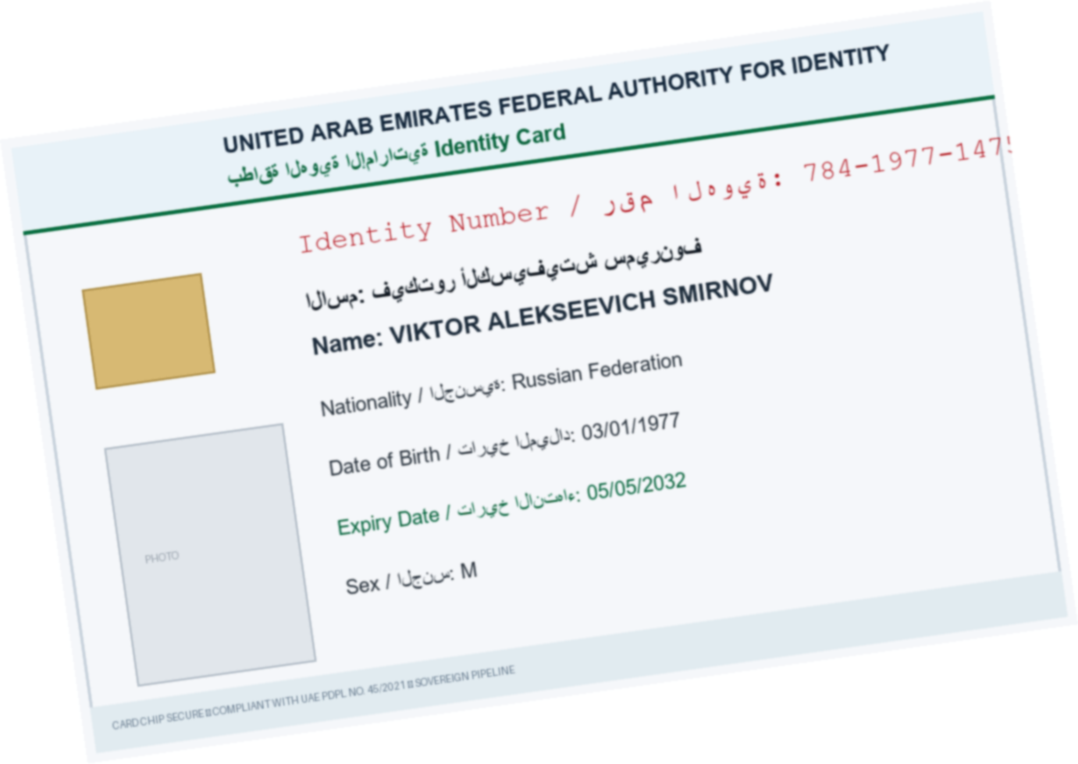 UNITED ARAB EMIRATES FEDERAL AUTHORITY FOR IDENTITY
بطاقة الهوية الإماراتية Identity Card
Identity Number / رقم الهوية: 784-1977-1475
الاسم: فيكتور ألكسيفيتش سميرنوف
Name: VIKTOR ALEKSEEVICH SMIRNOV
Nationality / الجنسية: Russian Federation
Date of Birth / تاريخ الميلاد: 03/01/1977
Expiry Date / تاريخ الانتهاء: 05/05/2032
Sex / الجنس: M
PHOTO
CARD CHIP SECURE COMPLIANT WITH UAE PDPL NO. 45/2021 SOVEREIGN PIPELINE